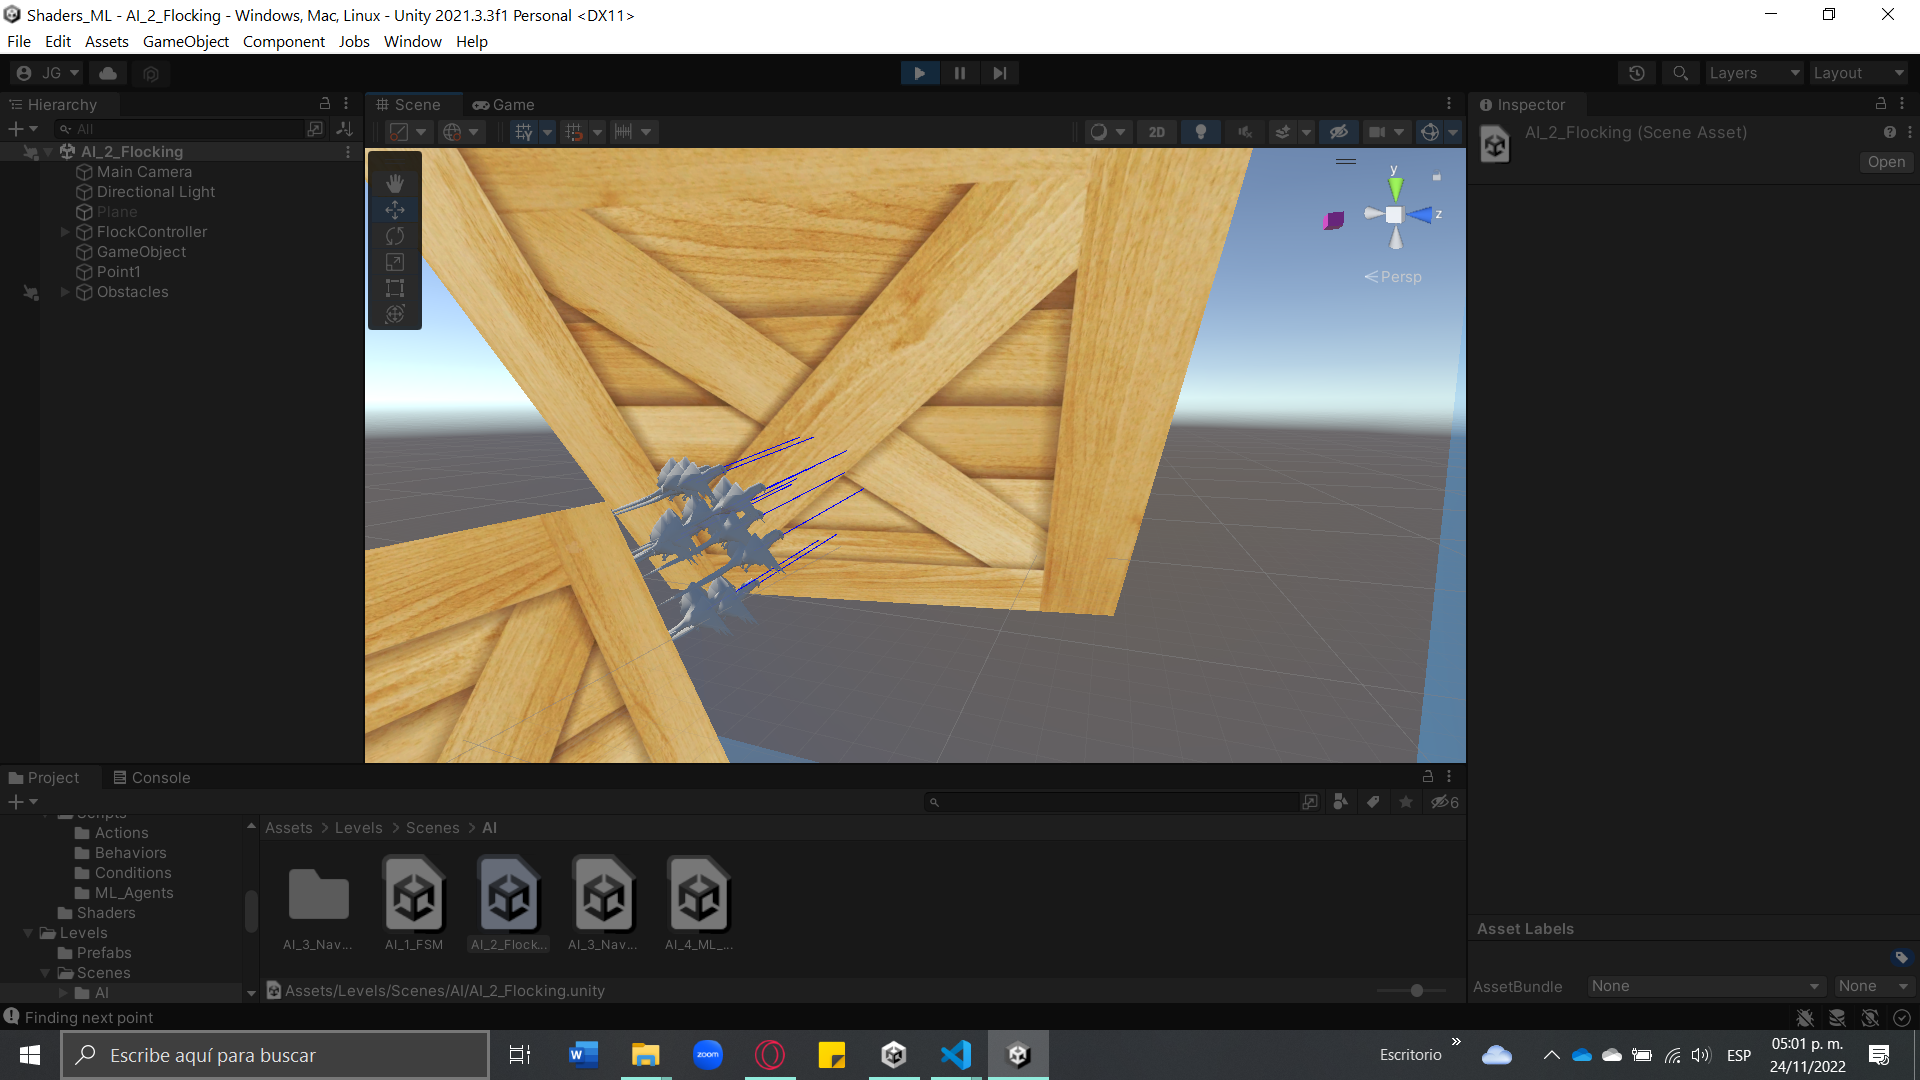 Shaders_ML - AI_2_Flocking - Windows, Mac, Linux - Unity 2021.3.3f1 Personal <DX11>
File Edit Assets GameObject Component Jobs Window Help
JG
Layers Layout
Hierarchy
All
AI_2_Flocking
Main Camera
Directional Light
Plane
FlockController
GameObject
Point1
Obstacles
Scene Game
2D
y
z
Persp
Inspector
AI_2_Flocking (Scene Asset)
Open
Project Console
6
Scripts
Actions
Behaviors
Conditions
ML_Agents
Shaders
Levels
Prefabs
Scenes
AI
Assets > Levels > Scenes > AI
AI_3_Nav...
AI_1_FSM
AI_2_Flock...
AI_3_Nav...
AI_4_ML_...
Assets/Levels/Scenes/AI/AI_2_Flocking.unity
Asset Labels
AssetBundle None None
Finding next point
Escribe aquí para buscar
W
zoom
Escritorio
»
ESP
05:01 p. m.
24/11/2022